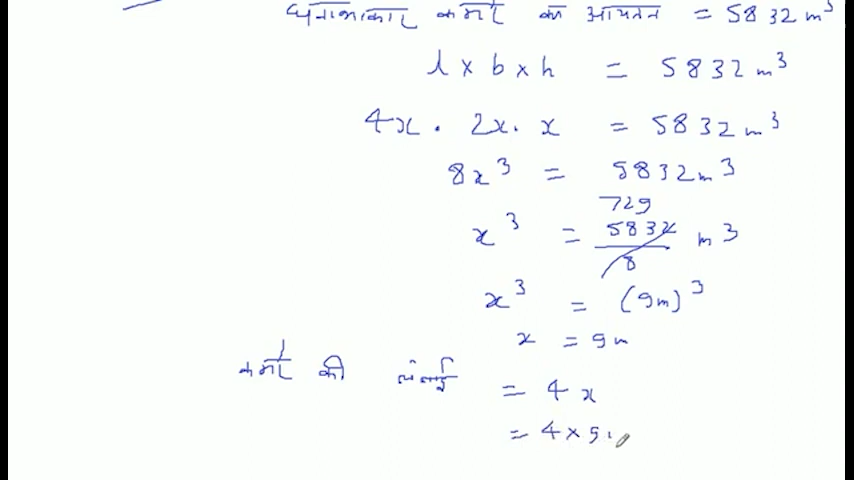 घनाभाकार कमरे का आयतन = 5832 m³
l × b × h = 5832 m³
4x . 2x . x = 5832 m³
8x³ = 5832 m³
729
x³ = 5832/8 m³
x³ = (9m)³
x = 9m
कमरे की लंबाई = 4x
= 4 × 9